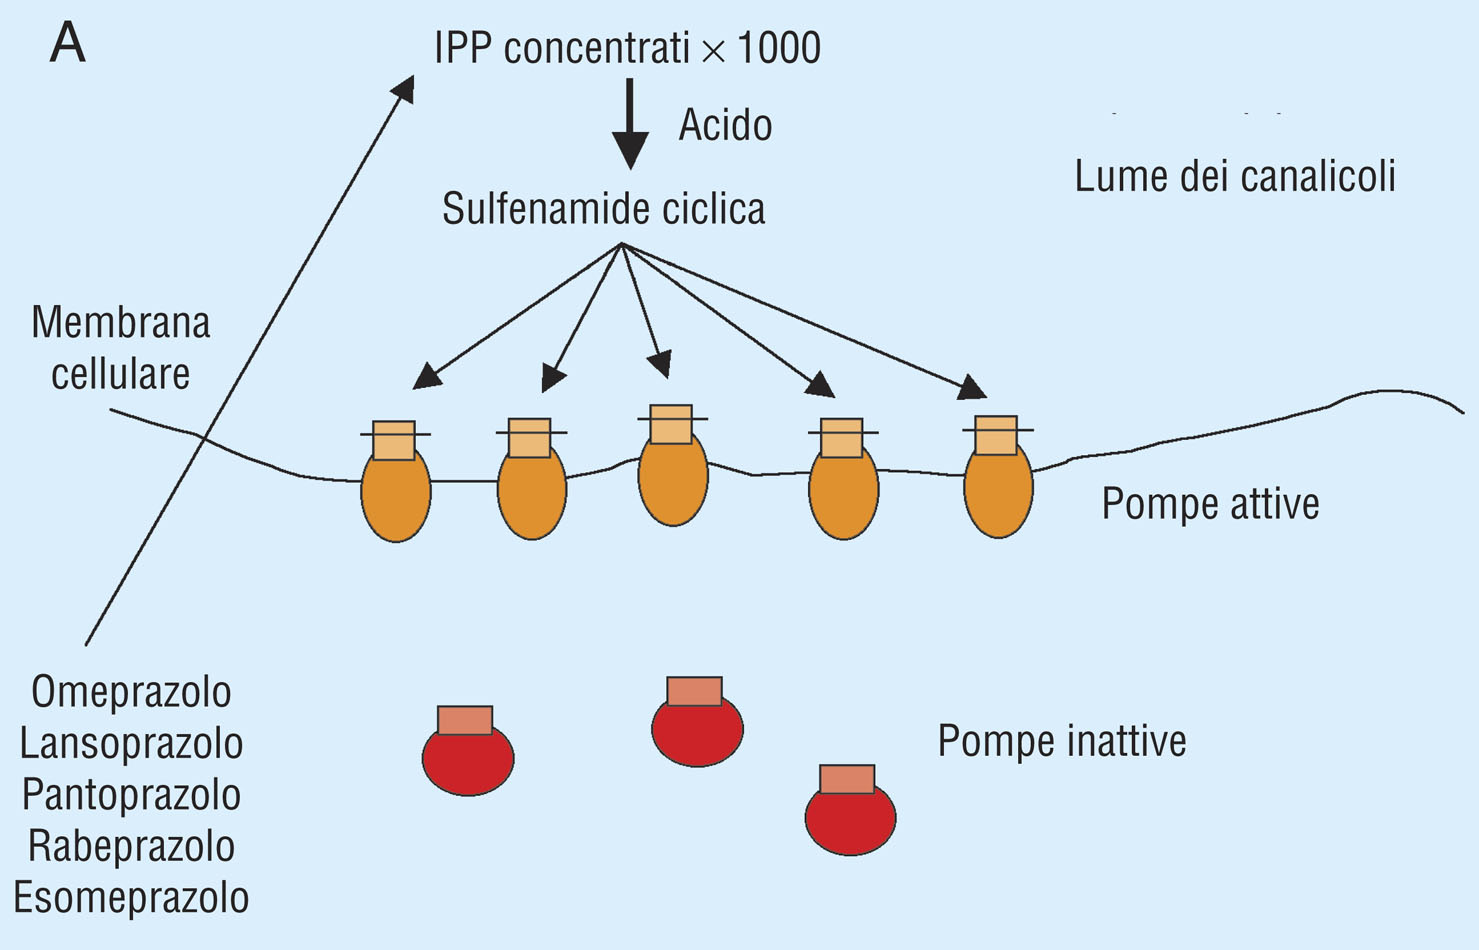 A
IPP concentrati × 1000
Acido
Lume dei canalicoli
Sulfenamide ciclica
Membrana
cellulare
Pompe attive
Omeprazolo
Lansoprazolo
Pantoprazolo
Rabeprazolo
Esomeprazolo
Pompe inattive